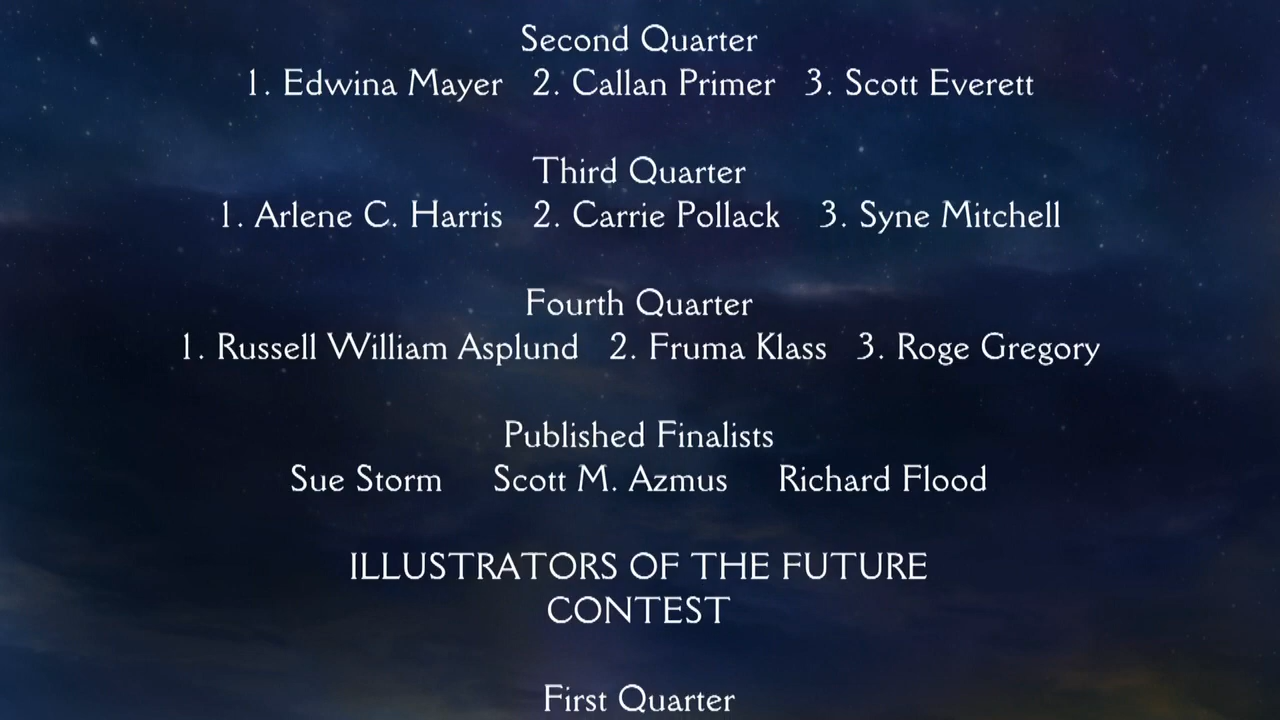 Second Quarter
1. Edwina Mayer 2. Callan Primer 3. Scott Everett
Third Quarter
1. Arlene C. Harris 2. Carrie Pollack 3. Syne Mitchell
Fourth Quarter
1. Russell William Asplund 2. Fruma Klass 3. Roge Gregory
Published Finalists
Sue Storm Scott M. Azmus Richard Flood
ILLUSTRATORS OF THE FUTURE
CONTEST
First Quarter